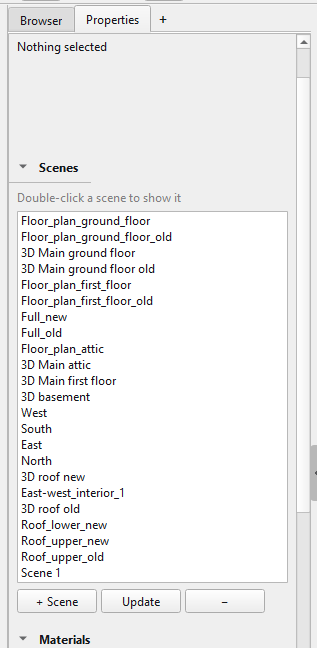 Browser
Properties
+
Nothing selected
Scenes
Double-click a scene to show it
Floor_plan_ground_floor
Floor_plan_ground_floor_old
3D Main ground floor
3D Main ground floor old
Floor_plan_first_floor
Floor_plan_first_floor_old
Full_new
Full_old
Floor_plan_attic
3D Main attic
3D Main first floor
3D basement
West
South
East
North
3D roof new
East-west_interior_1
3D roof old
Roof_lower_new
Roof_upper_new
Roof_upper_old
Scene 1
+ Scene
Update
−
Materials